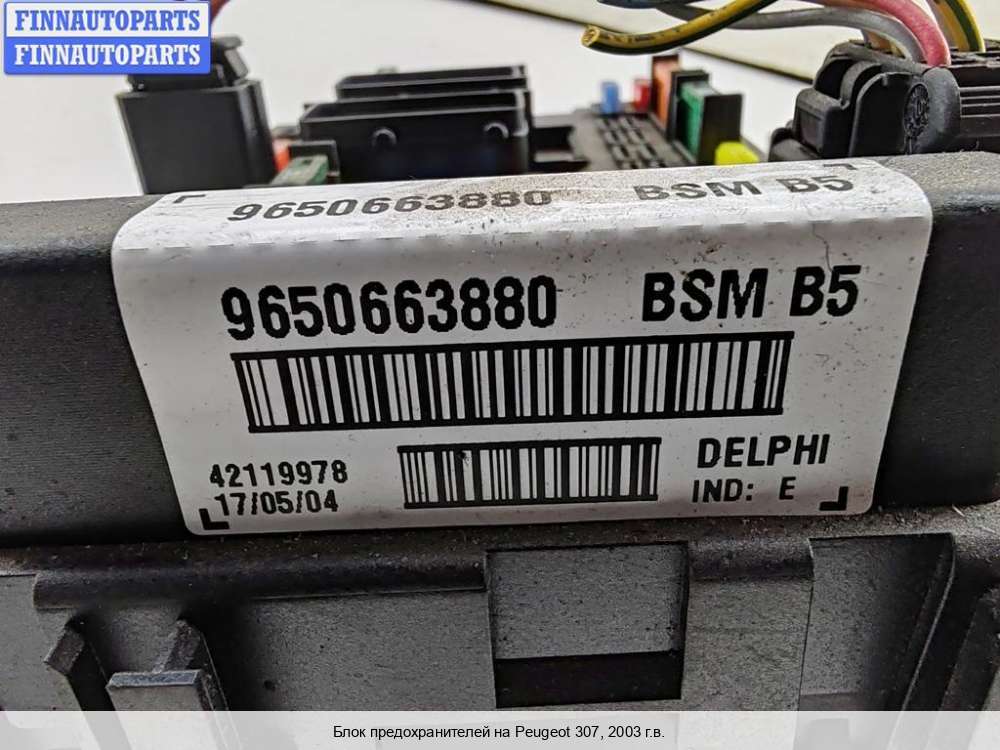 FINNAUTOPARTS
FINNAUTOPARTS
9650663880 BSM B5
9650663880 BSM B5
42119978
17/05/04
DELPHI
IND: E
Блок предохранителей на Peugeot 307, 2003 г.в.